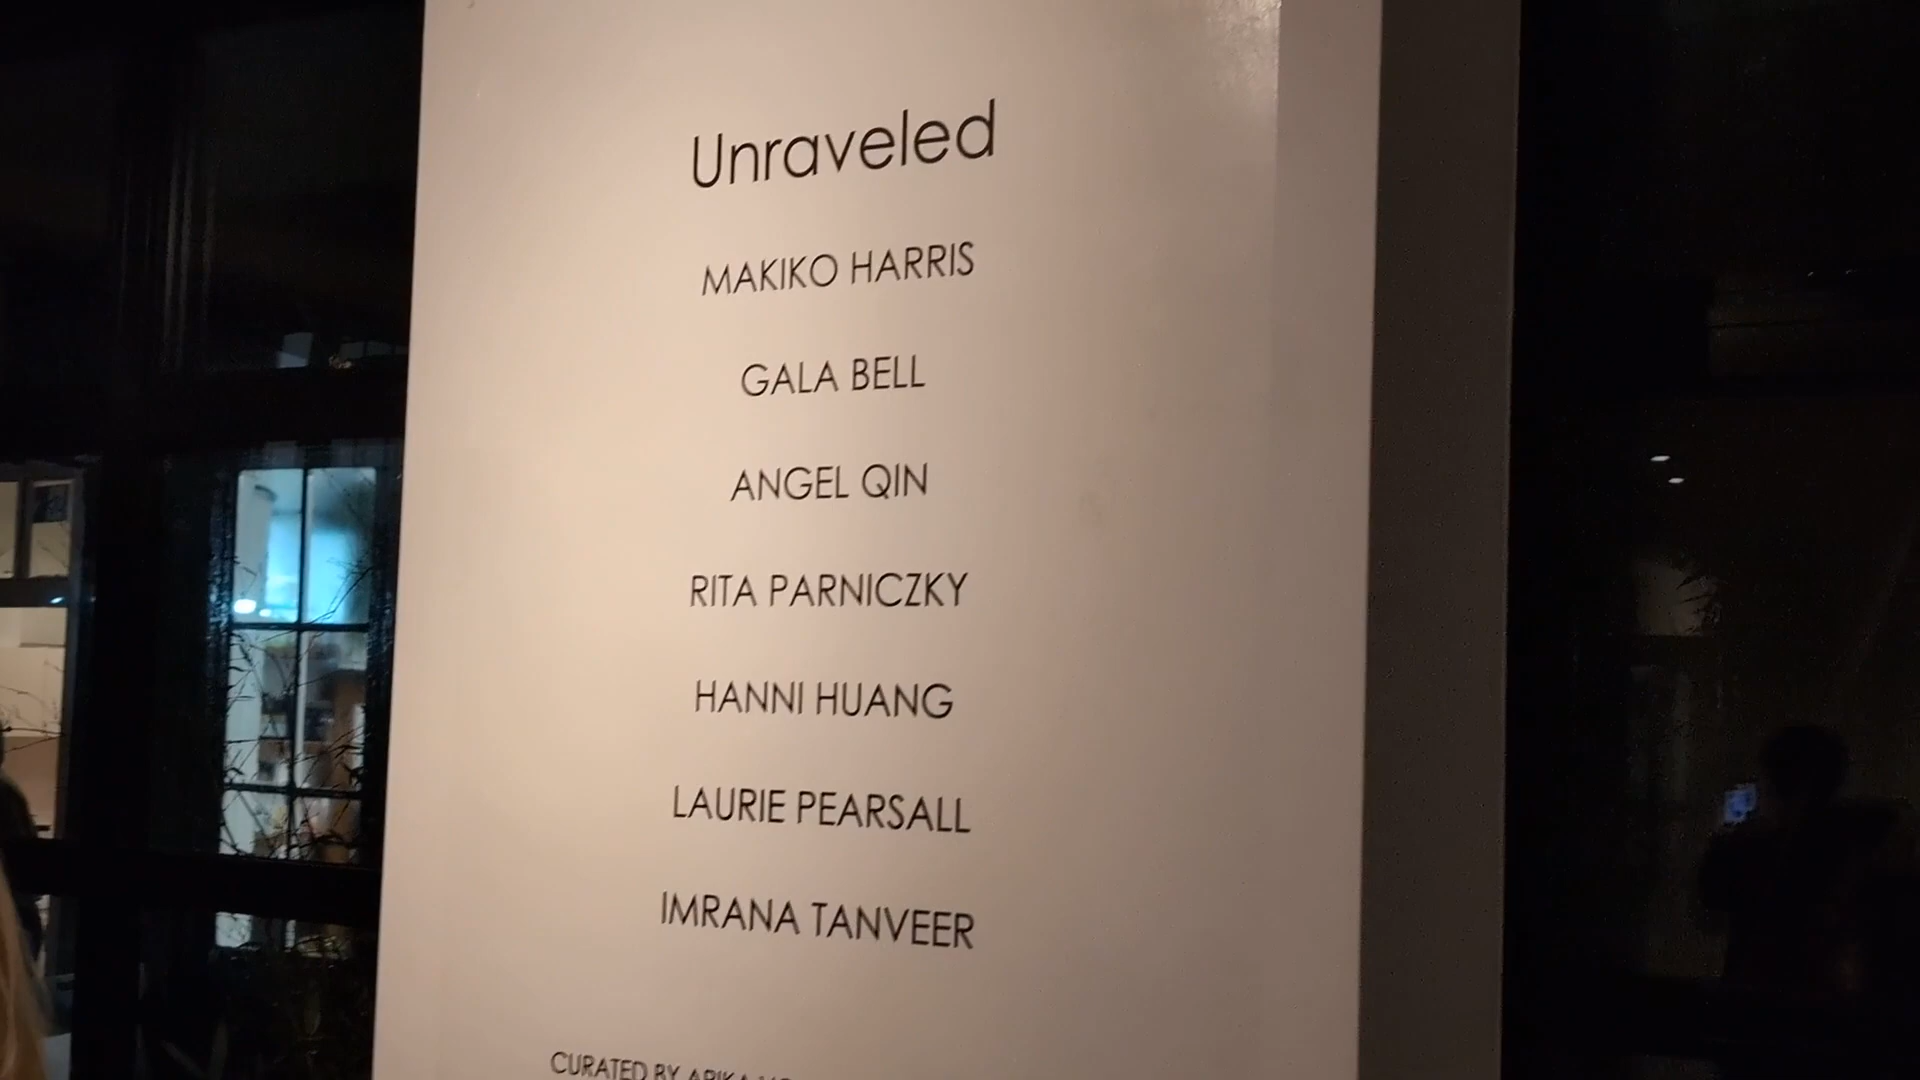 Unraveled
MAKIKO HARRIS
GALA BELL
ANGEL QIN
RITA PARNICZKY
HANNI HUANG
LAURIE PEARSALL
IMRANA TANVEER
CURATED BY